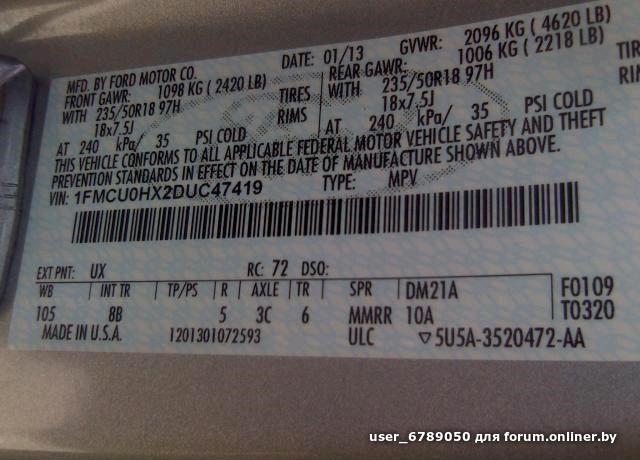 MFD. BY FORD MOTOR CO. DATE: 01/13 GVWR: 2096 KG ( 4620 LB)
FRONT GAWR: 1098 KG ( 2420 LB) REAR GAWR: 1006 KG ( 2218 LB)
WITH 235/50R18 97H TIRES WITH 235/50R18 97H TIR
18x7.5J RIMS 18x7.5J RIN
AT 240 kPa/ 35 PSI COLD AT 240 kPa/ 35 PSI COLD
THIS VEHICLE CONFORMS TO ALL APPLICABLE FEDERAL MOTOR VEHICLE SAFETY AND THEFT
PREVENTION STANDARDS IN EFFECT ON THE DATE OF MANUFACTURE SHOWN ABOVE.
VIN: 1FMCU0HX2DUC47419 TYPE: MPV
EXT PNT: UX RC: 72 DSO:
WB INT TR TP/PS R AXLE TR SPR DM21A F0109
105 8B 5 3C 6 MMRR 10A T0320
MADE IN U.S.A. 1201301072593 ULC ▽5U5A-3520472-AA
user_6789050 для forum.onliner.by